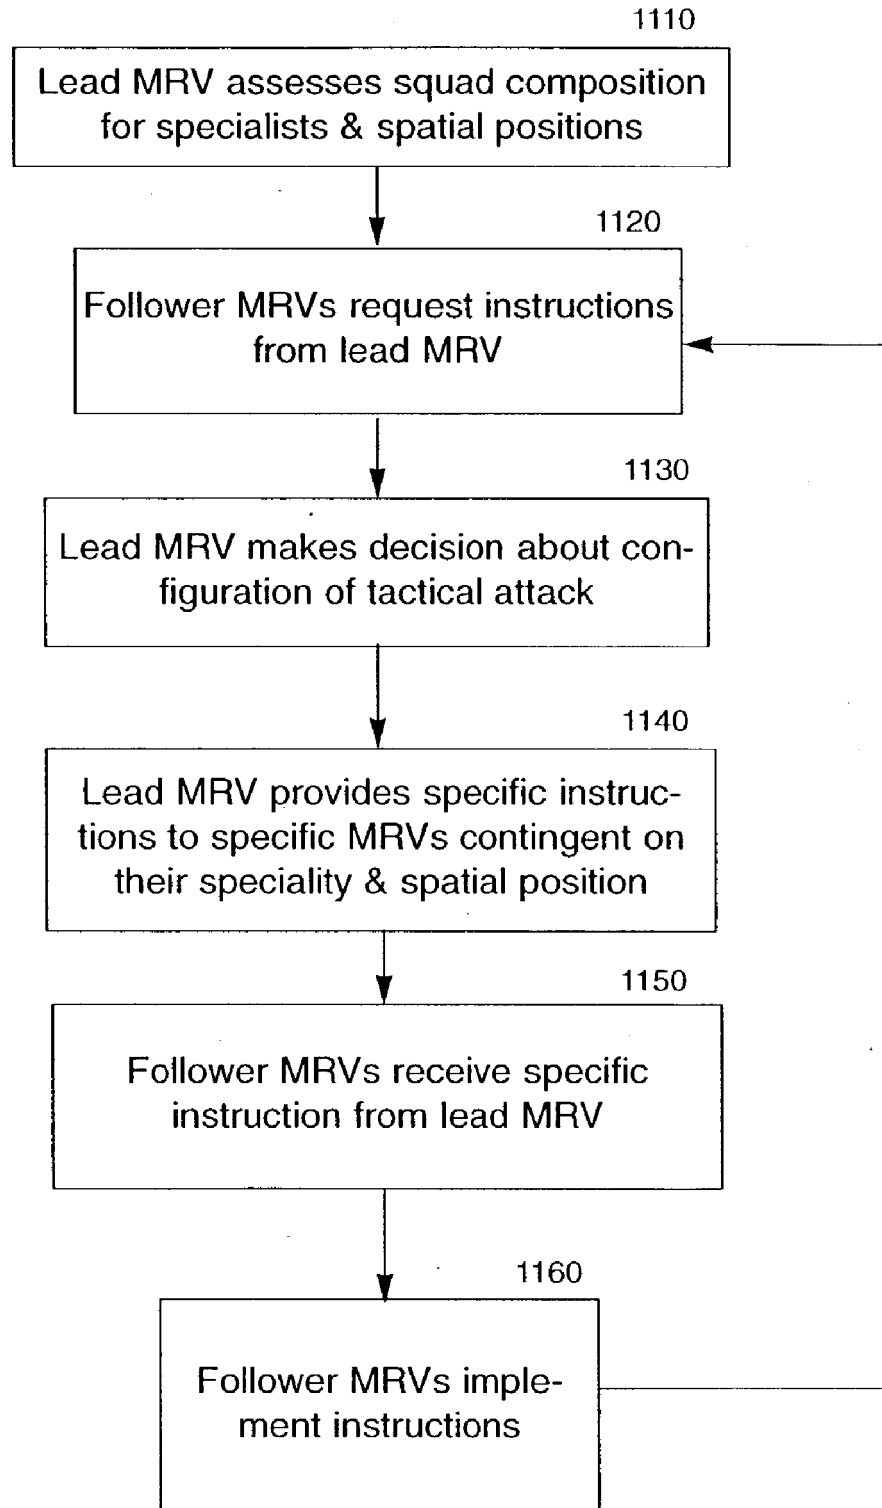 1110
Lead MRV assesses squad composition
for specialists & spatial positions
1120
Follower MRVs request instructions
from lead MRV
1130
Lead MRV makes decision about con-
figuration of tactical attack
1140
Lead MRV provides specific instruc-
tions to specific MRVs contingent on
their speciality & spatial position
1150
Follower MRVs receive specific
instruction from lead MRV
1160
Follower MRVs imple-
ment instructions